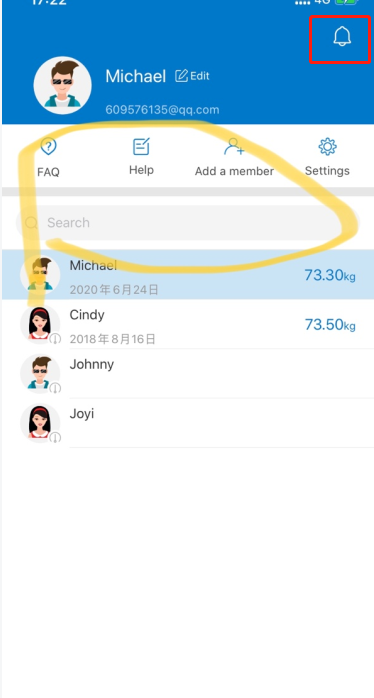 17:22
4G
Michael
Edit
609576135@qq.com
FAQ
Help
Add a member
Settings
Search
Michael
73.30kg
2020年6月24日
Cindy
73.50kg
2018年8月16日
Johnny
Joyi